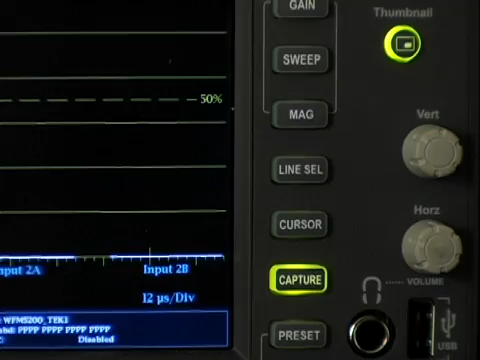 GAIN
Thumbnail
SWEEP
50%
MAG
Vert
LINE SEL
Horz
CURSOR
nput 2A
Input 2B
CAPTURE
VOLUME
12 µs/Div
WFM5200_TEK1
PPPP PPPP PPPP PPPP
PRESET
Disabled
USB